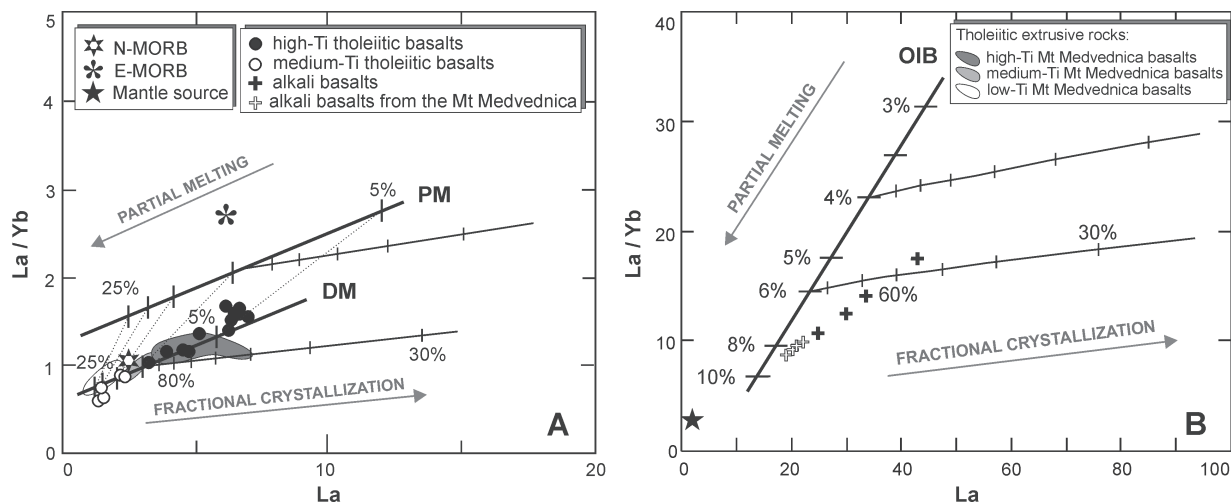 5
4
3
2
1
0
La / Yb
N-MORB
E-MORB
Mantle source
high-Ti tholeiitic basalts
medium-Ti tholeiitic basalts
alkali basalts
alkali basalts from the Mt Medvednica
PARTIAL MELTING
5%
PM
25%
DM
5%
25%
80%
30%
FRACTIONAL CRYSTALLIZATION
A
0
10
20
La
40
30
20
10
0
La / Yb
OIB
Tholeiitic extrusive rocks:
high-Ti Mt Medvednica basalts
medium-Ti Mt Medvednica basalts
low-Ti Mt Medvednica basalts
PARTIAL MELTING
3%
4%
5%
6%
8%
10%
30%
60%
FRACTIONAL CRYSTALLIZATION
B
0
20
40
60
80
100
La